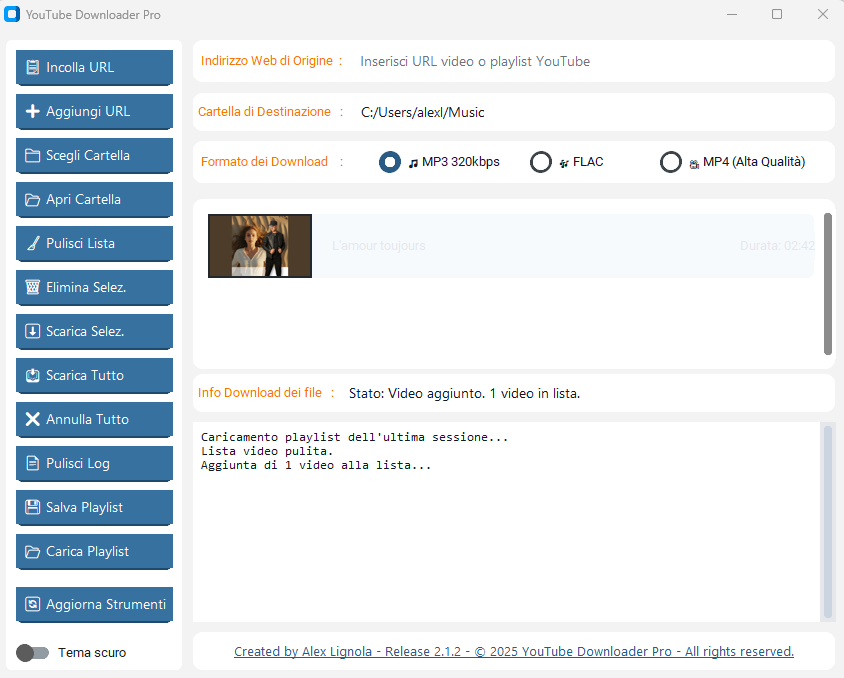 YouTube Downloader Pro
Incolla URL
Aggiungi URL
Scegli Cartella
Apri Cartella
Pulisci Lista
Elimina Selez.
Scarica Selez.
Scarica Tutto
Annulla Tutto
Pulisci Log
Salva Playlist
Carica Playlist
Aggiorna Strumenti
Tema scuro
Indirizzo Web di Origine : Inserisci URL video o playlist YouTube
Cartella di Destinazione : C:/Users/alexl/Music
Formato dei Download : MP3 320kbps FLAC MP4 (Alta Qualità)
L'amour toujours Durata: 02:42
Info Download dei file : Stato: Video aggiunto. 1 video in lista.
Caricamento playlist dell'ultima sessione...
Lista video pulita.
Aggiunta di 1 video alla lista...
Created by Alex Lignola - Release 2.1.2 - © 2025 YouTube Downloader Pro - All rights reserved.